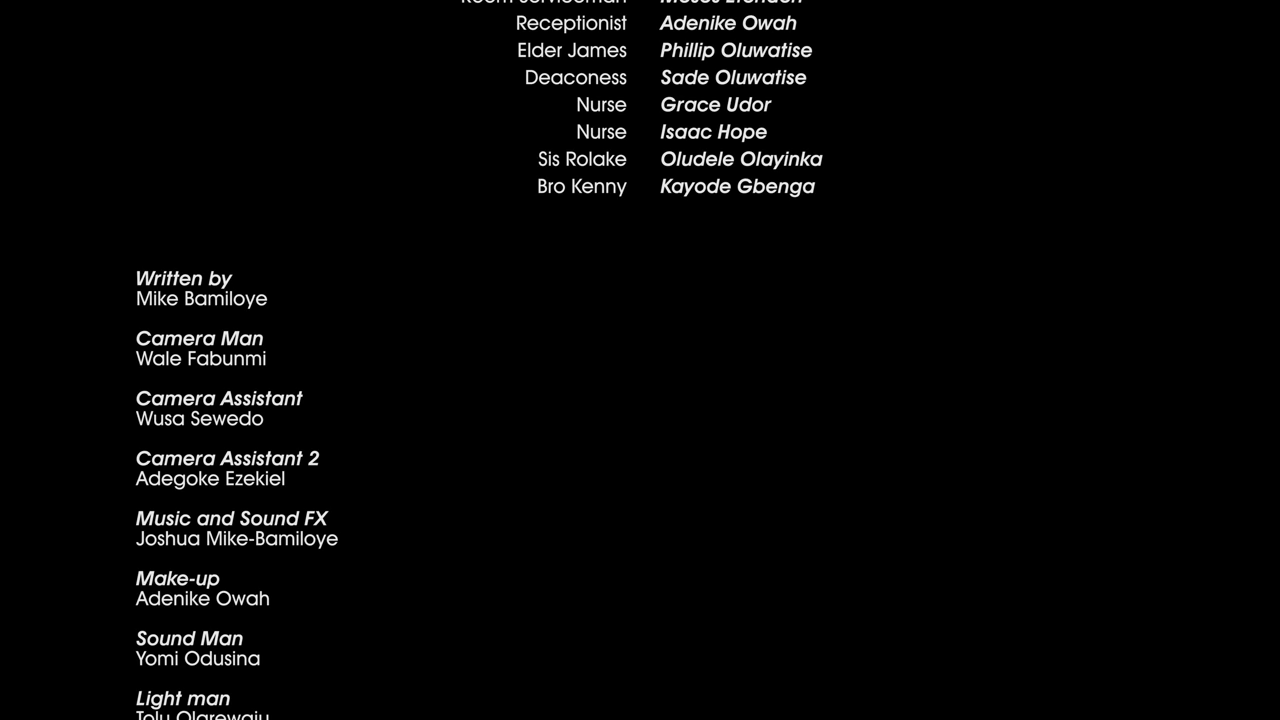 Receptionist Adenike Owah
Elder James Phillip Oluwatise
Deaconess Sade Oluwatise
Nurse Grace Udor
Nurse Isaac Hope
Sis Rolake Oludele Olayinka
Bro Kenny Kayode Gbenga
Written by
Mike Bamiloye
Camera Man
Wale Fabunmi
Camera Assistant
Wusa Sewedo
Camera Assistant 2
Adegoke Ezekiel
Music and Sound FX
Joshua Mike-Bamiloye
Make-up
Adenike Owah
Sound Man
Yomi Odusina
Light man
Tolu Olarewaju